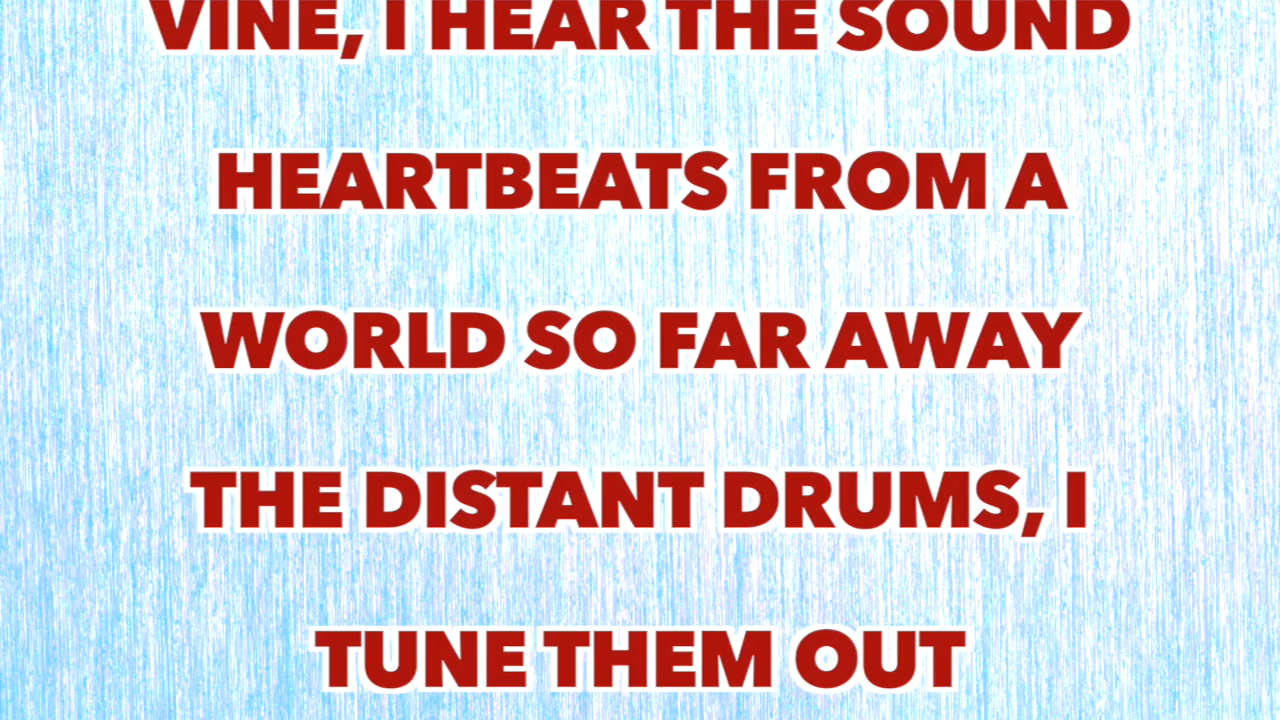 VINE, I HEAR THE SOUND
HEARTBEATS FROM A
WORLD SO FAR AWAY
THE DISTANT DRUMS, I
TUNE THEM OUT